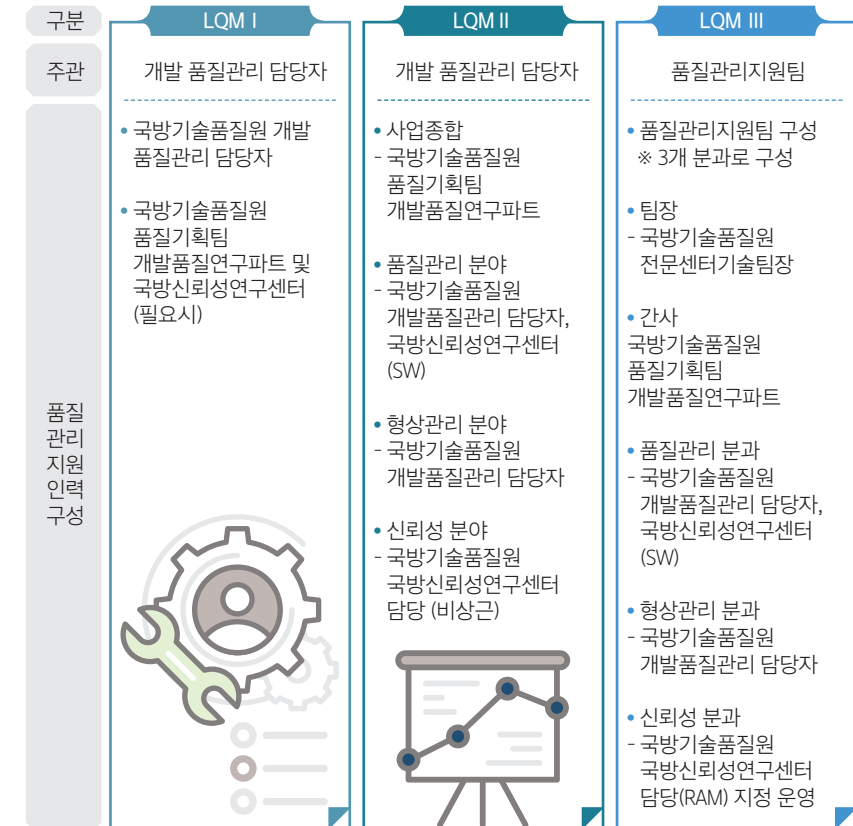 구분
LQM I
LQM II
LQM III
주관
개발 품질관리 담당자
개발 품질관리 담당자
품질관리지원팀
품질
관리
지원
인력
구성
• 국방기술품질원 개발
품질관리 담당자
• 국방기술품질원
품질기획팀
개발품질연구파트 및
국방신뢰성연구센터
(필요시)
• 사업종합
- 국방기술품질원
품질기획팀
개발품질연구파트
• 품질관리 분야
- 국방기술품질원
개발품질관리 담당자,
국방신뢰성연구센터
(SW)
• 형상관리 분야
- 국방기술품질원
개발품질관리 담당자
• 신뢰성 분야
- 국방기술품질원
국방신뢰성연구센터
담당 (비상근)
• 품질관리지원팀 구성
※ 3개 분과로 구성
• 팀장
- 국방기술품질원
전문센터기술팀장
• 간사
국방기술품질원
품질기획팀
개발품질연구파트
• 품질관리 분과
- 국방기술품질원
개발품질관리 담당자,
국방신뢰성연구센터
(SW)
• 형상관리 분과
- 국방기술품질원
개발품질관리 담당자
• 신뢰성 분과
- 국방기술품질원
국방신뢰성연구센터
담당(RAM) 지정 운영